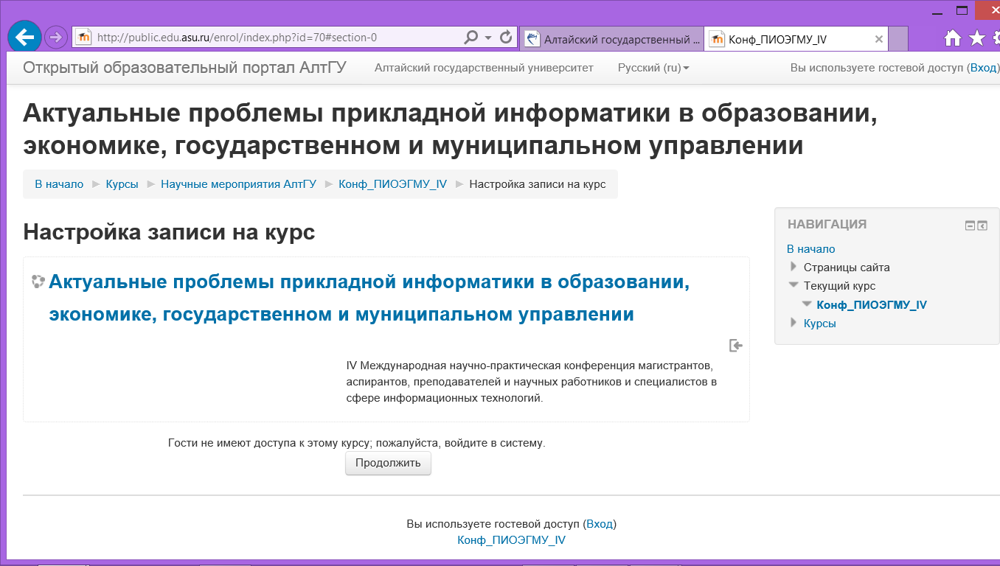 http://public.edu.asu.ru/enrol/index.php?id=70#section-0
Алтайский государственный ...
Конф_ПИОЭГМУ_IV
Открытый образовательный портал АлтГУ
Алтайский государственный университет
Русский (ru)
Вы используете гостевой доступ (Вход)
Актуальные проблемы прикладной информатики в образовании,
экономике, государственном и муниципальном управлении
В начало ► Курсы ► Научные мероприятия АлтГУ ► Конф_ПИОЭГМУ_IV ► Настройка записи на курс
Настройка записи на курс
Актуальные проблемы прикладной информатики в образовании,
экономике, государственном и муниципальном управлении
IV Международная научно-практическая конференция магистрантов,
аспирантов, преподавателей и научных работников и специалистов в
сфере информационных технологий.
Гости не имеют доступа к этому курсу; пожалуйста, войдите в систему.
Продолжить
НАВИГАЦИЯ
В начало
Страницы сайта
Текущий курс
Конф_ПИОЭГМУ_IV
Курсы
Вы используете гостевой доступ (Вход)
Конф_ПИОЭГМУ_IV